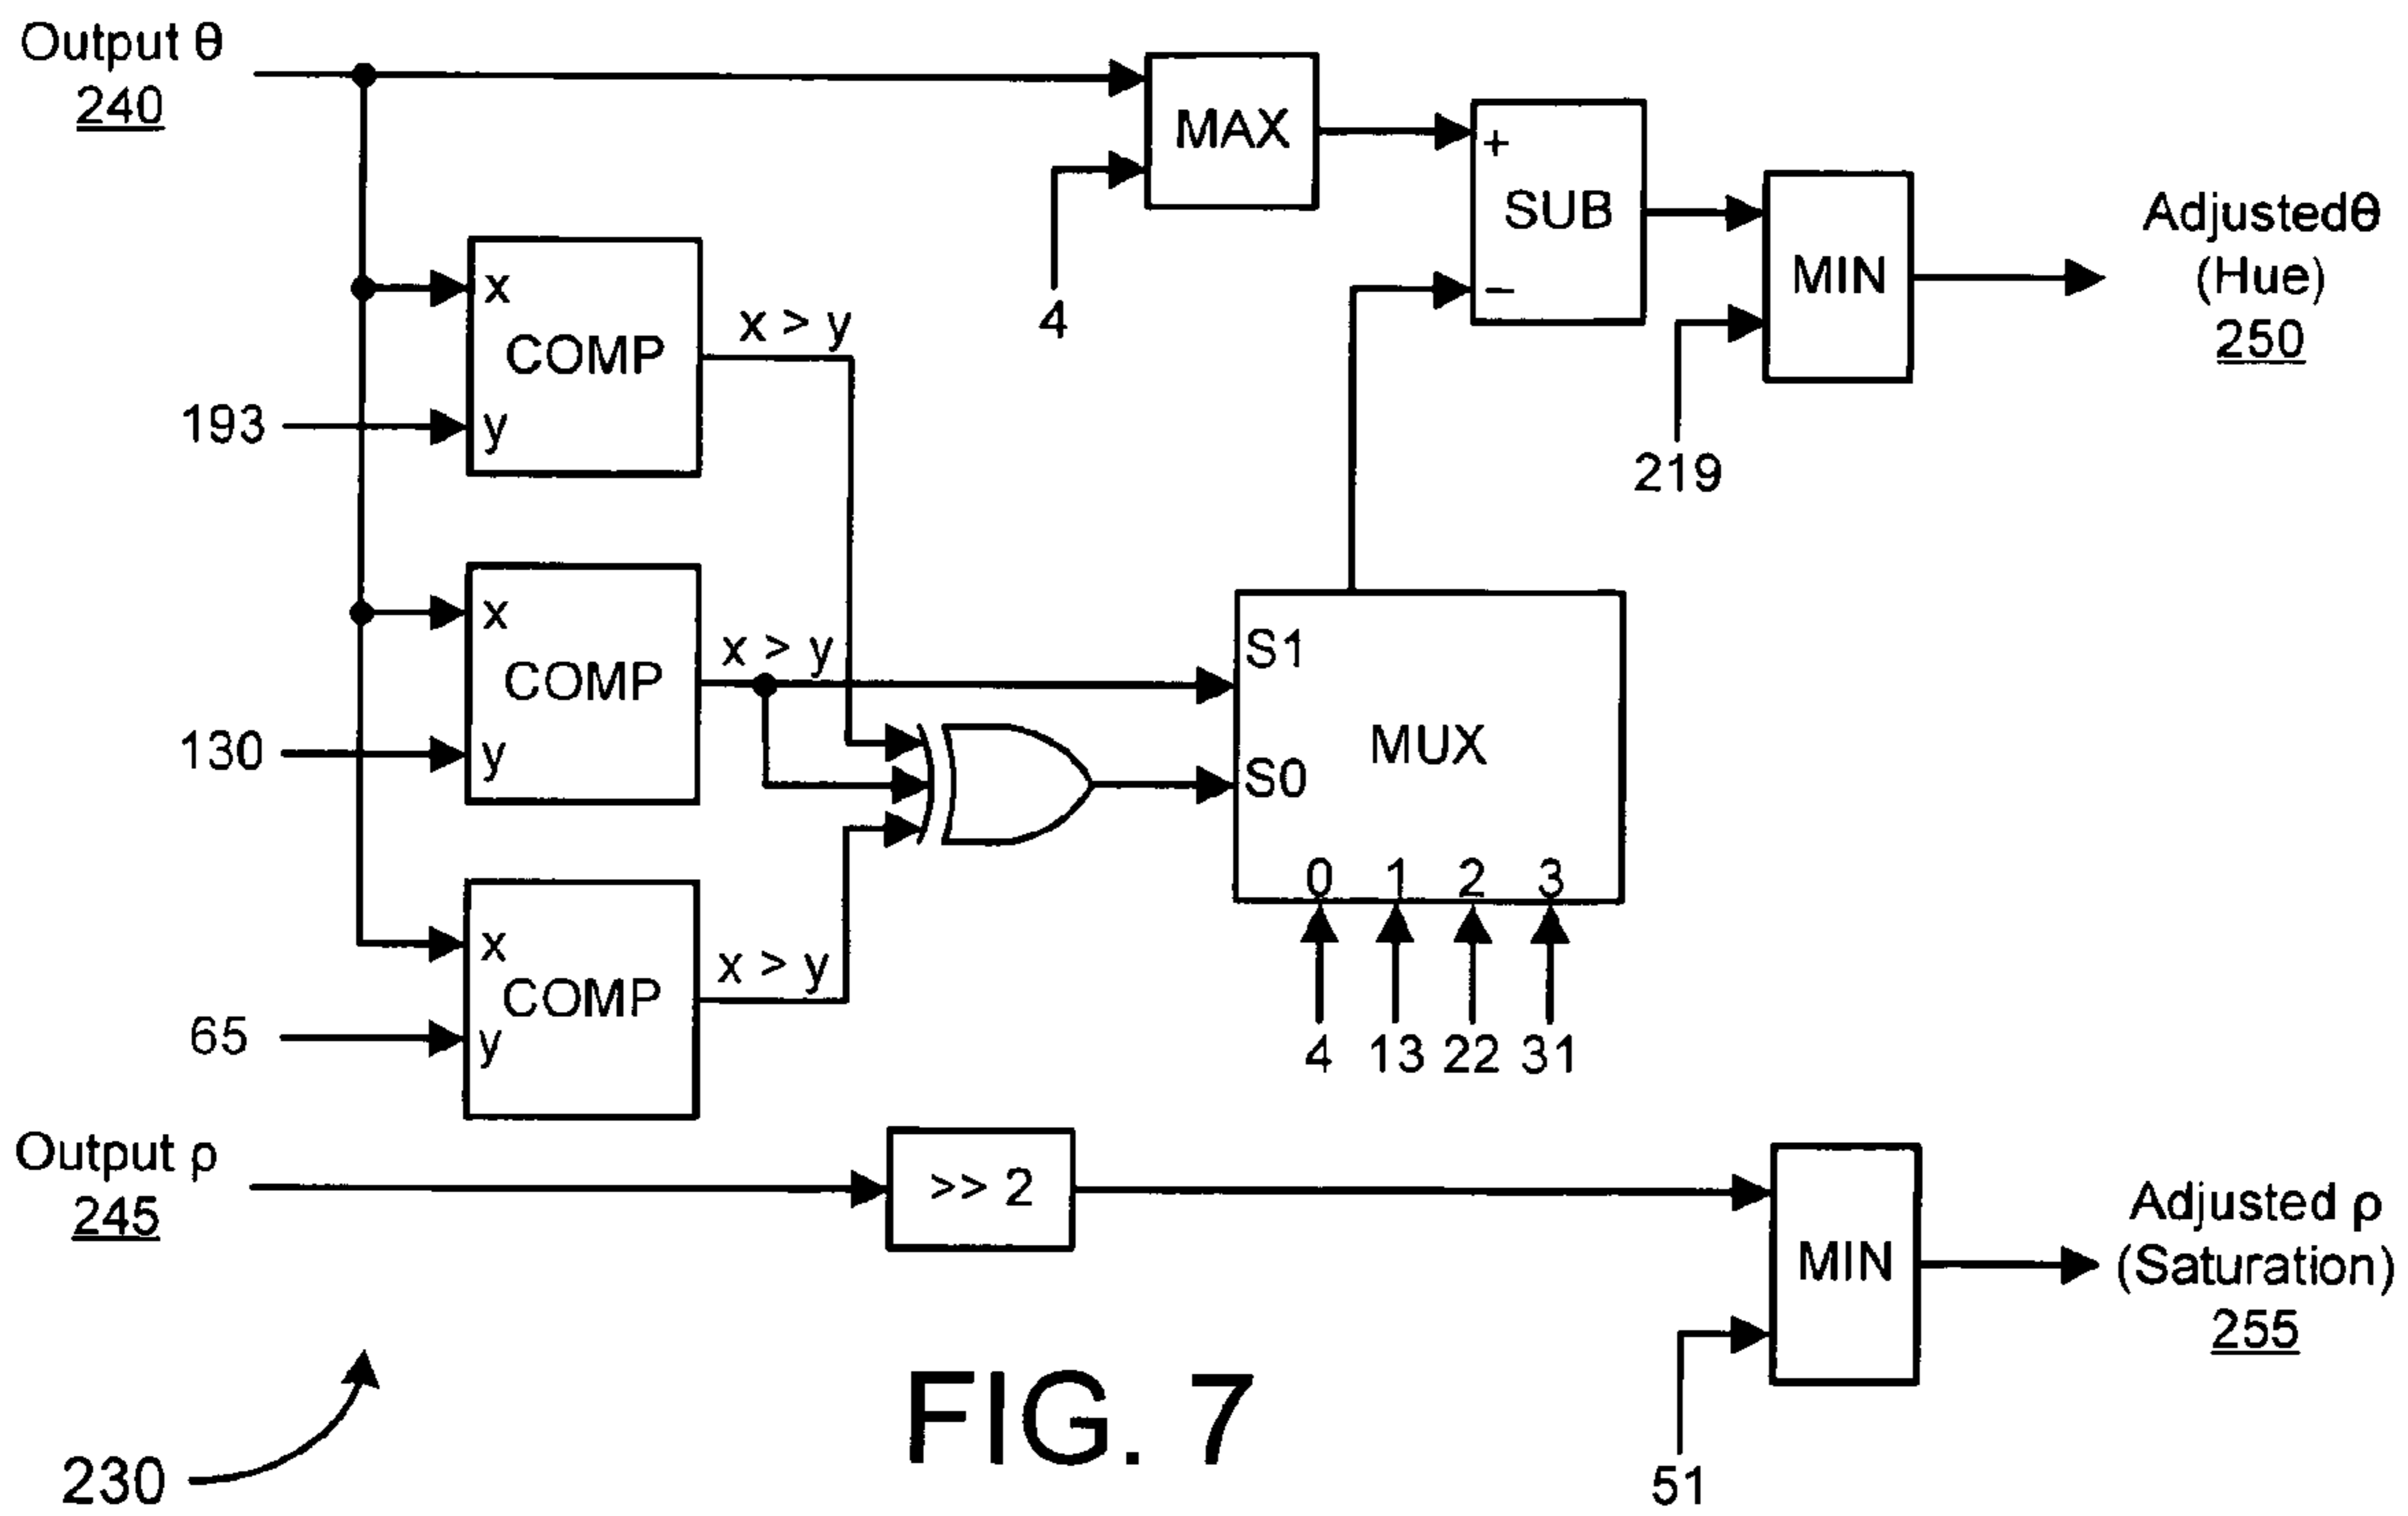 Output θ
240
MAX
4
+
SUB
−
MIN
219
Adjustedθ
(Hue)
250
x
COMP
y
x > y
193
x
COMP
y
x > y
130
S1
MUX
S0
0 1 2 3
4 13 22 31
x
COMP
y
x > y
65
Output ρ
245
>> 2
MIN
51
Adjusted ρ
(Saturation)
255
230
FIG. 7